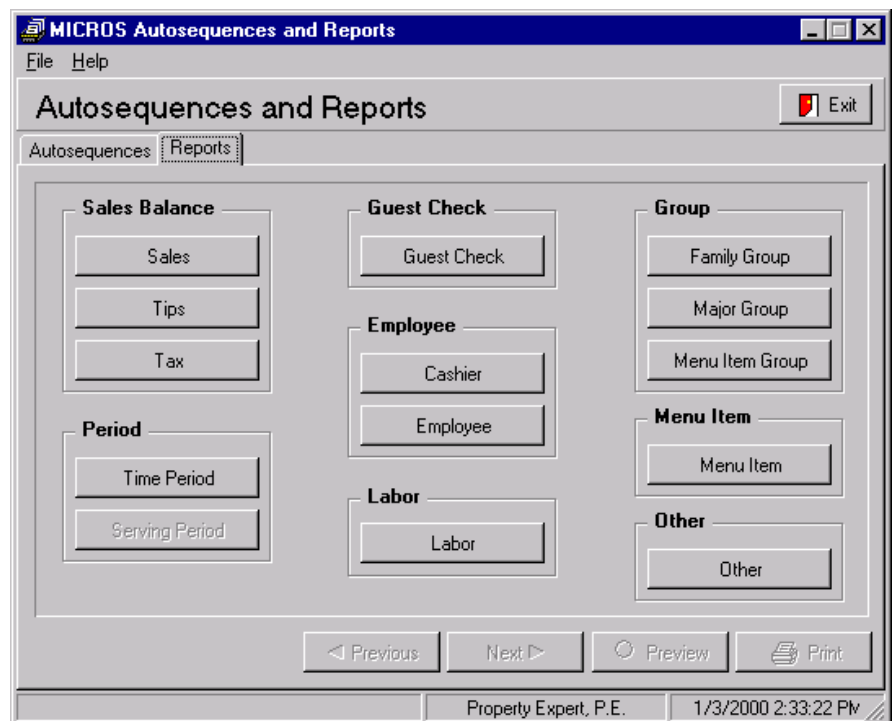 MICROS Autosequences and Reports
File Help
Autosequences and Reports
Exit
Autosequences Reports
Sales Balance
Sales
Tips
Tax
Period
Time Period
Serving Period
Guest Check
Guest Check
Employee
Cashier
Employee
Labor
Labor
Group
Family Group
Major Group
Menu Item Group
Menu Item
Menu Item
Other
Other
Previous Next Preview Print
Property Expert, P.E. 1/3/2000 2:33:22 PM